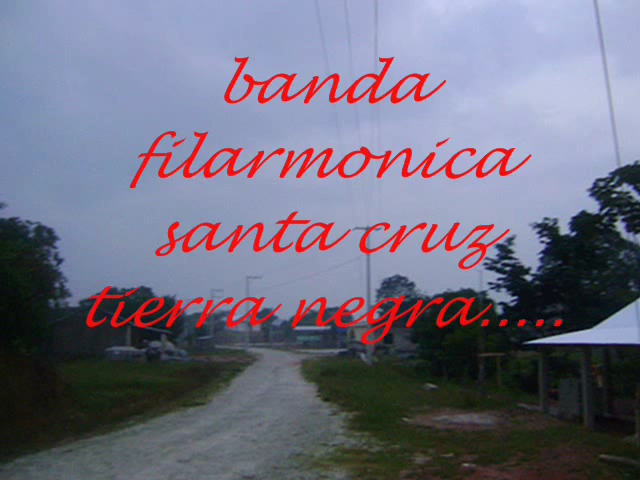 banda
filarmonica
santa cruz
tierra negra.....